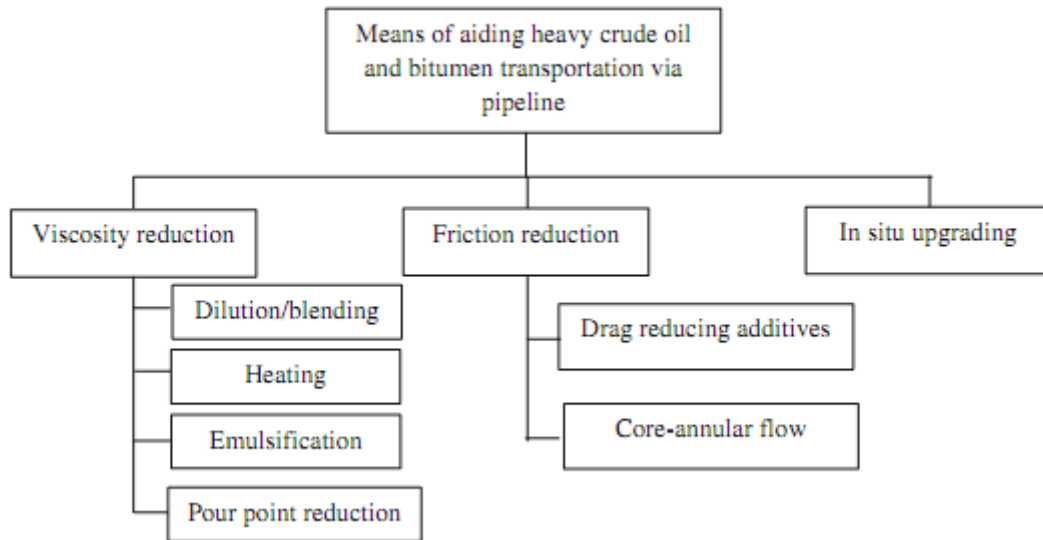 Means of aiding heavy crude oil
and bitumen transportation via
pipeline
Viscosity reduction
Friction reduction
In situ upgrading
Dilution/blending
Drag reducing additives
Heating
Core-annular flow
Emulsification
Pour point reduction